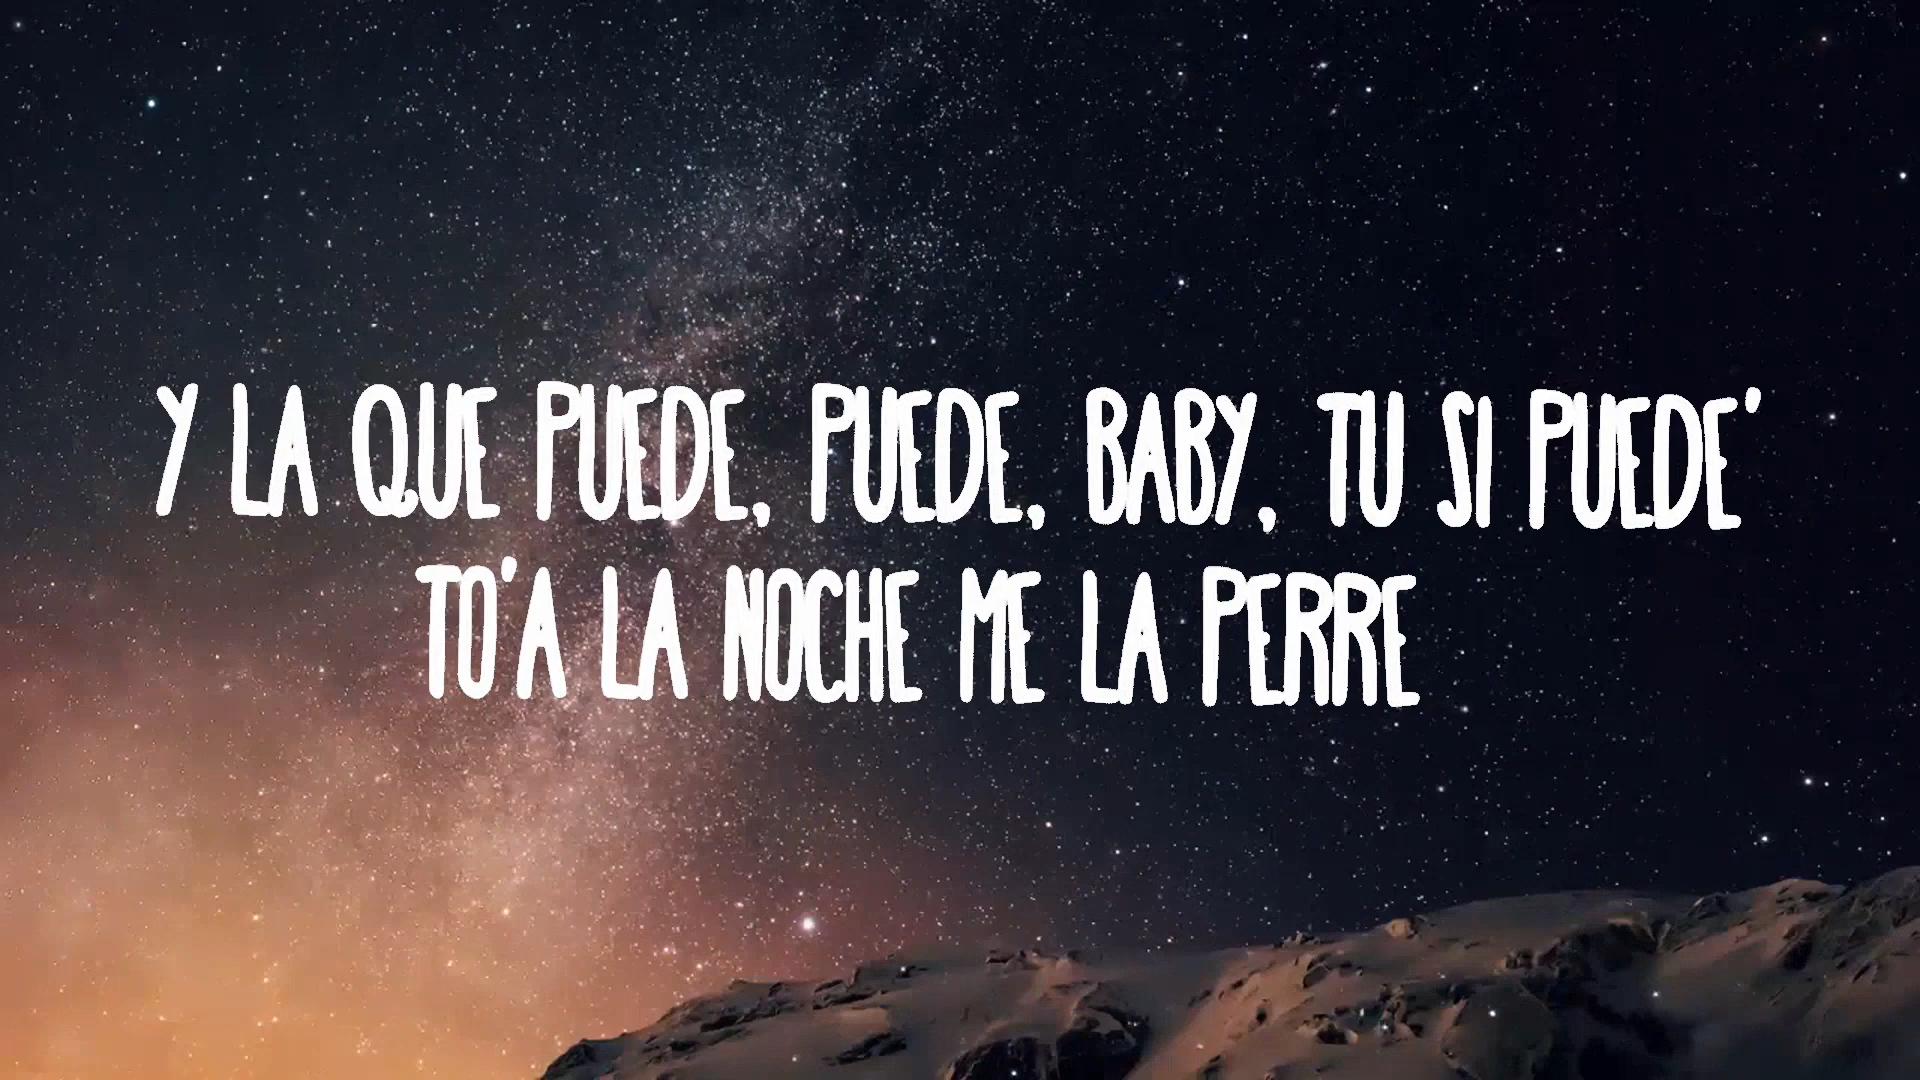 Y LA QUE PUEDE, PUEDE, BABY, TU SI PUEDE'
TO'A LA NOCHE ME LA PERRE